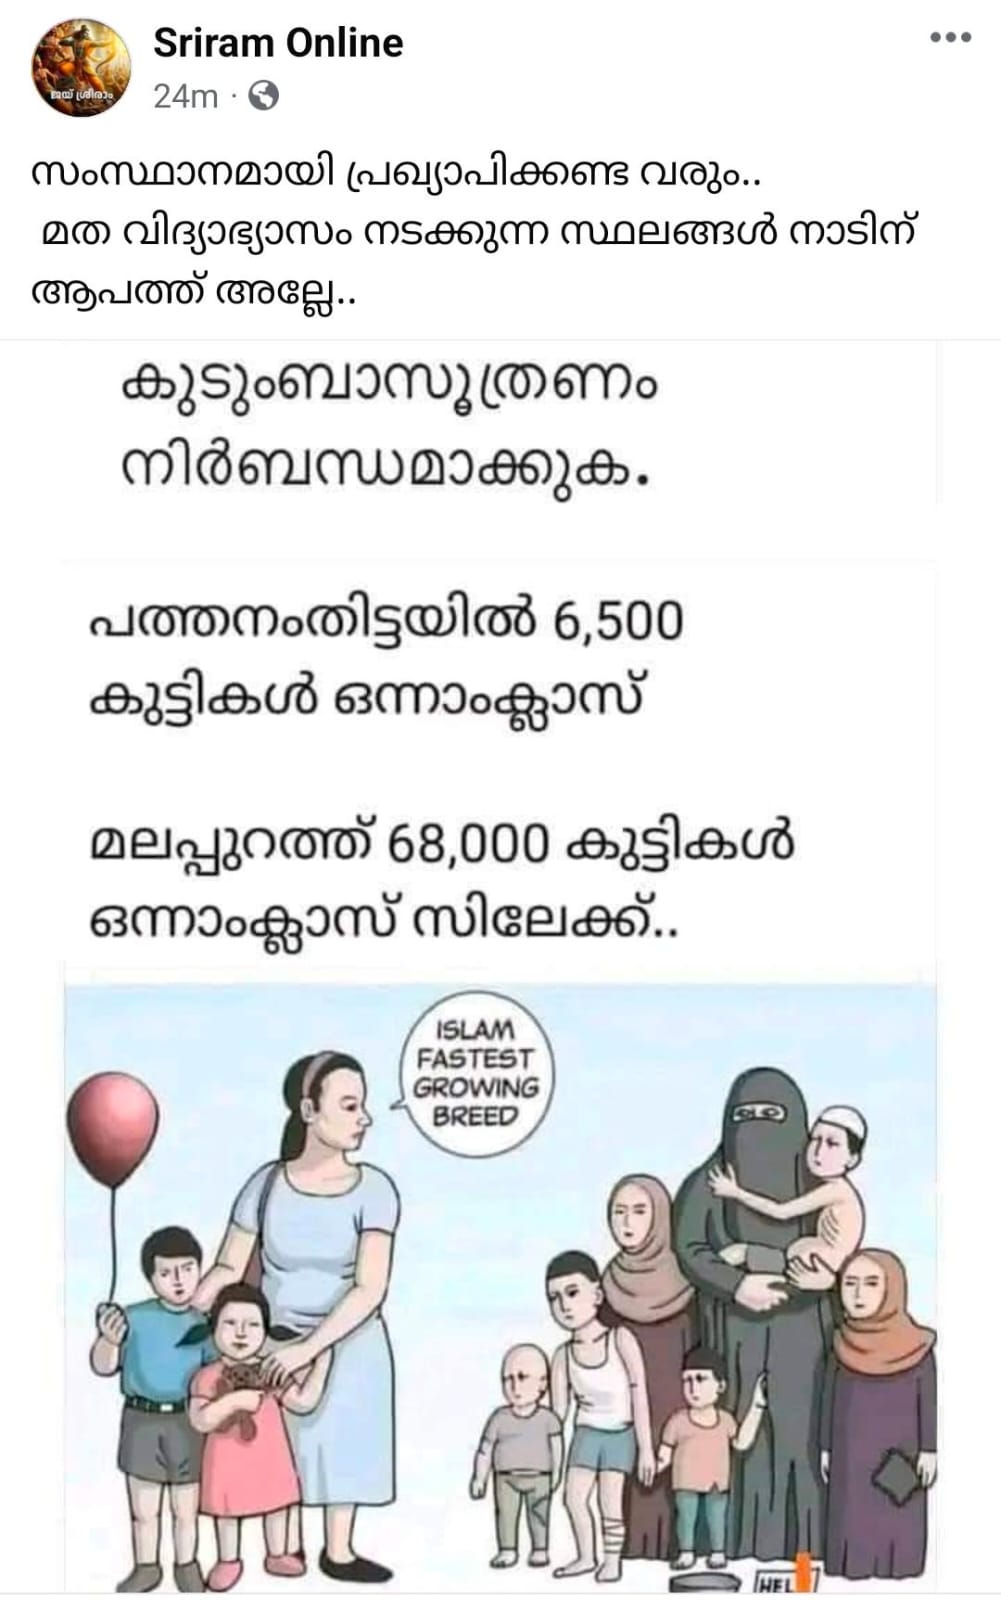 Sriram Online
24m
സംസ്ഥാനമായി പ്രഖ്യാപിക്കണ്ട വരും..
മത വിദ്യാഭ്യാസം നടക്കുന്ന സ്ഥലങ്ങൾ നാടിന്
ആപത്ത് അല്ലേ..
കുടുംബാസൂത്രണം
നിർബന്ധമാക്കുക.
പത്തനംതിട്ടയിൽ 6,500
കുട്ടികൾ ഒന്നാംക്ലാസ്
മലപ്പുറത്ത് 68,000 കുട്ടികൾ
ഒന്നാംക്ലാസ് സിലേക്ക്..
ISLAM
FASTEST
GROWING
BREED